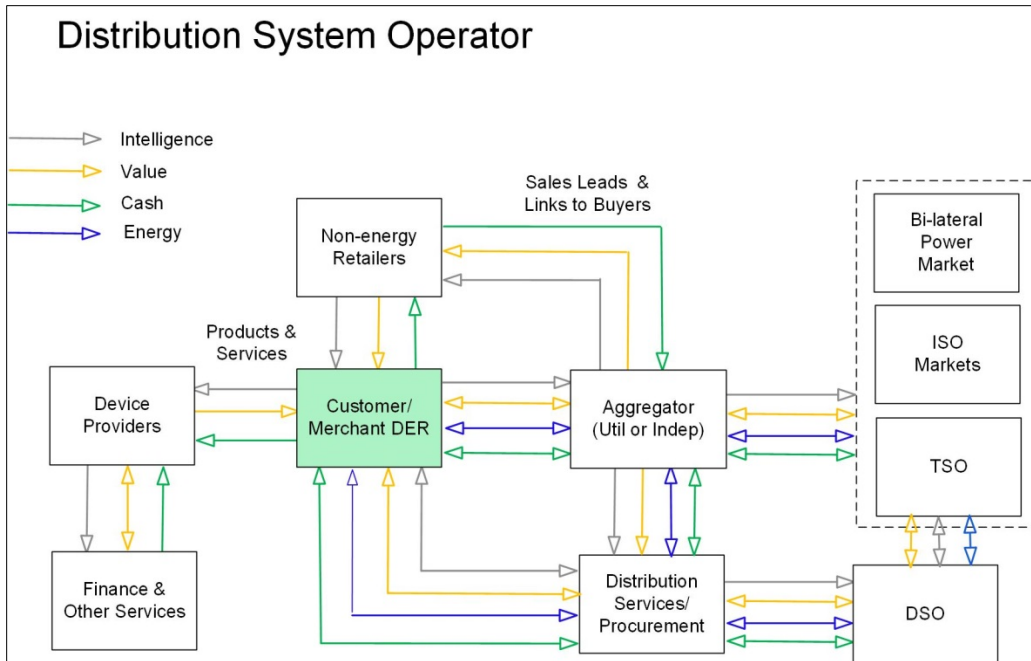 Distribution System Operator
Intelligence
Value
Cash
Energy
Sales Leads &
Links to Buyers
Non-energy
Retailers
Bi-lateral
Power
Market
Products &
Services
ISO
Markets
Device
Providers
Customer/
Merchant DER
Aggregator
(Util or Indep)
TSO
Finance &
Other Services
Distribution
Services/
Procurement
DSO